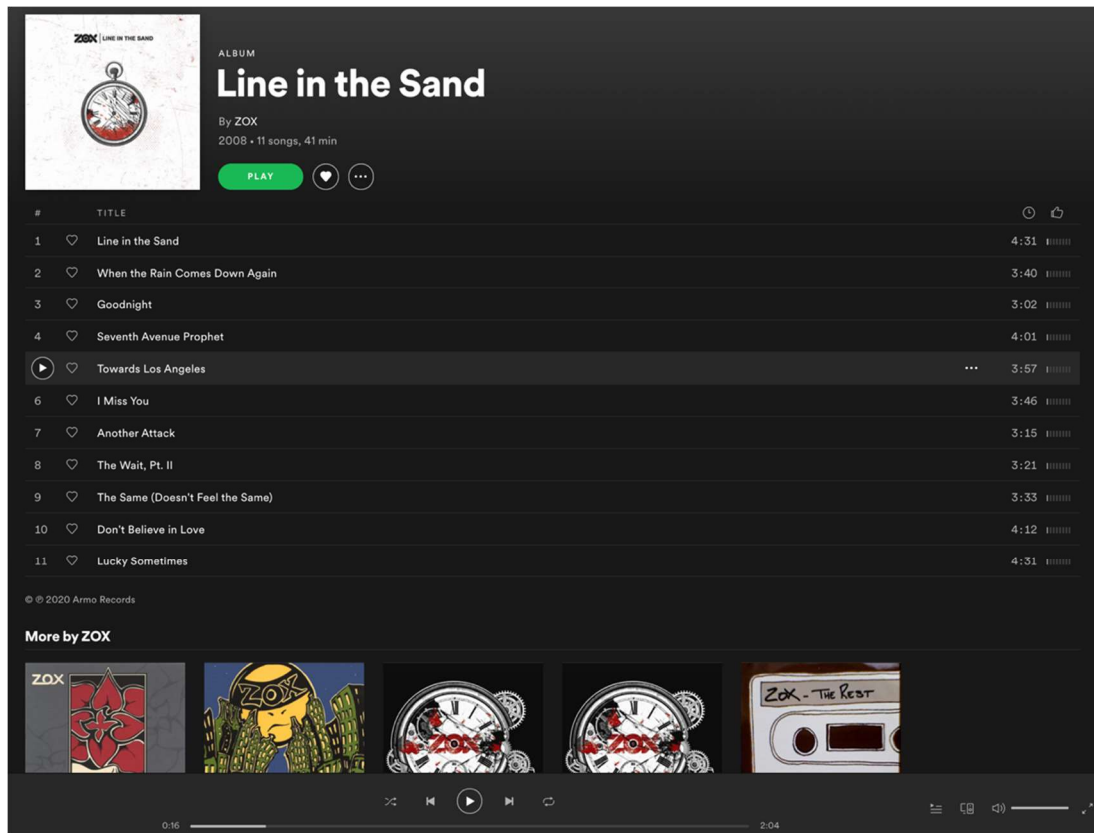 ZOX | LINE IN THE SAND
ALBUM
Line in the Sand
By ZOX
2008 • 11 songs, 41 min
PLAY
# TITLE
1 Line in the Sand 4:31
2 When the Rain Comes Down Again 3:40
3 Goodnight 3:02
4 Seventh Avenue Prophet 4:01
Towards Los Angeles 3:57
6 I Miss You 3:46
7 Another Attack 3:15
8 The Wait, Pt. II 3:21
9 The Same (Doesn't Feel the Same) 3:33
10 Don't Believe in Love 4:12
11 Lucky Sometimes 4:31
© ℗ 2020 Armo Records
More by ZOX
ZOX ZOX ZOX ZOX ZOX - THE REST
0:16 2:04